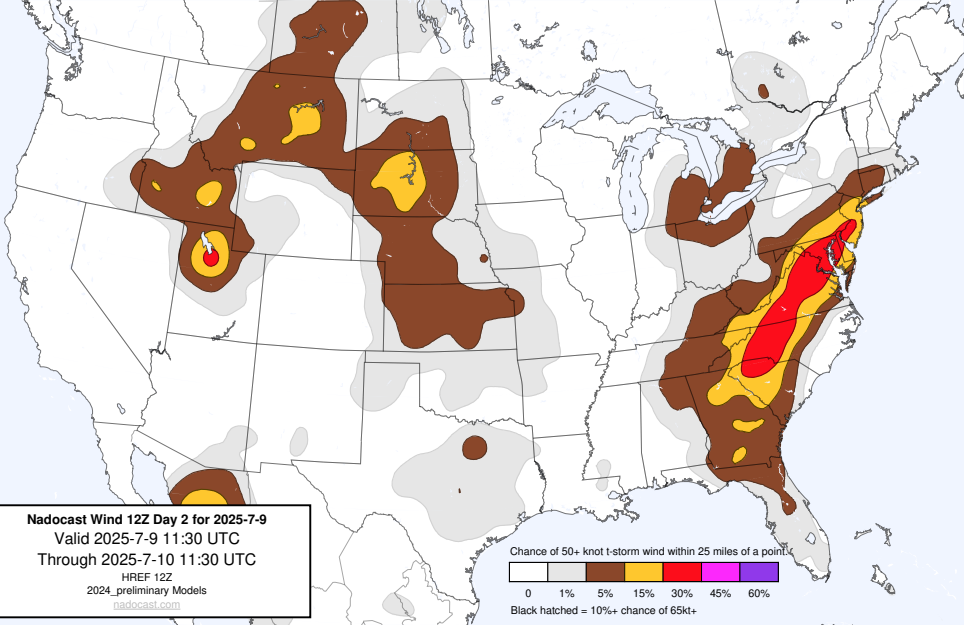 Nadocast Wind 12Z Day 2 for 2025-7-9
Valid 2025-7-9 11:30 UTC
Through 2025-7-10 11:30 UTC
HREF 12Z
2024_preliminary Models
nadocast.com
Chance of 50+ knot t-storm wind within 25 miles of a point.
0 1% 5% 15% 30% 45% 60%
Black hatched = 10%+ chance of 65kt+